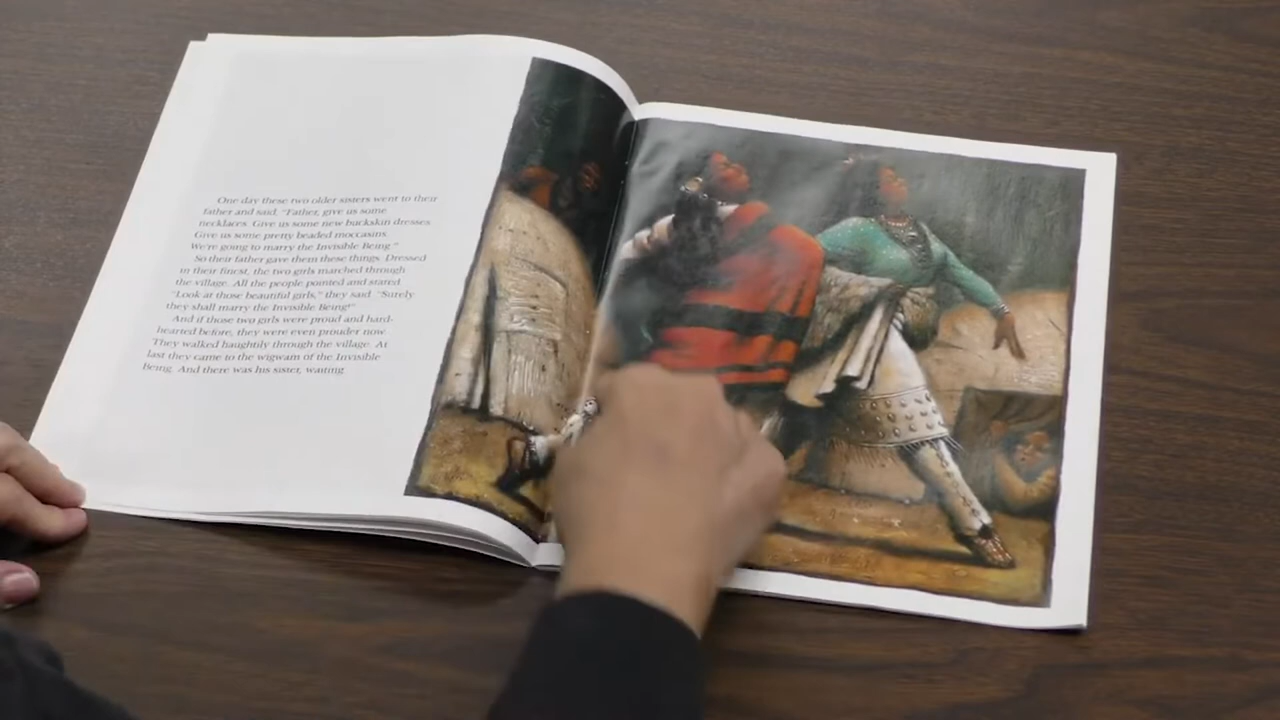 One day these two older sisters went to their
father and said, "Father, give us some
necklaces. Give us some new buckskin dresses.
Give us some pretty beaded moccasins.
We're going to marry the Invisible Being."
So their father gave them these things. Dressed
in their finest, the two girls marched through
the village. All the people pointed and stared.
"Look at those beautiful girls," they said. "Surely
they shall marry the Invisible Being!"
And if those two girls were proud and hard-
hearted before, they were even prouder now.
They walked haughtily through the village. At
last they came to the wigwam of the Invisible
Being. And there was his sister, waiting.